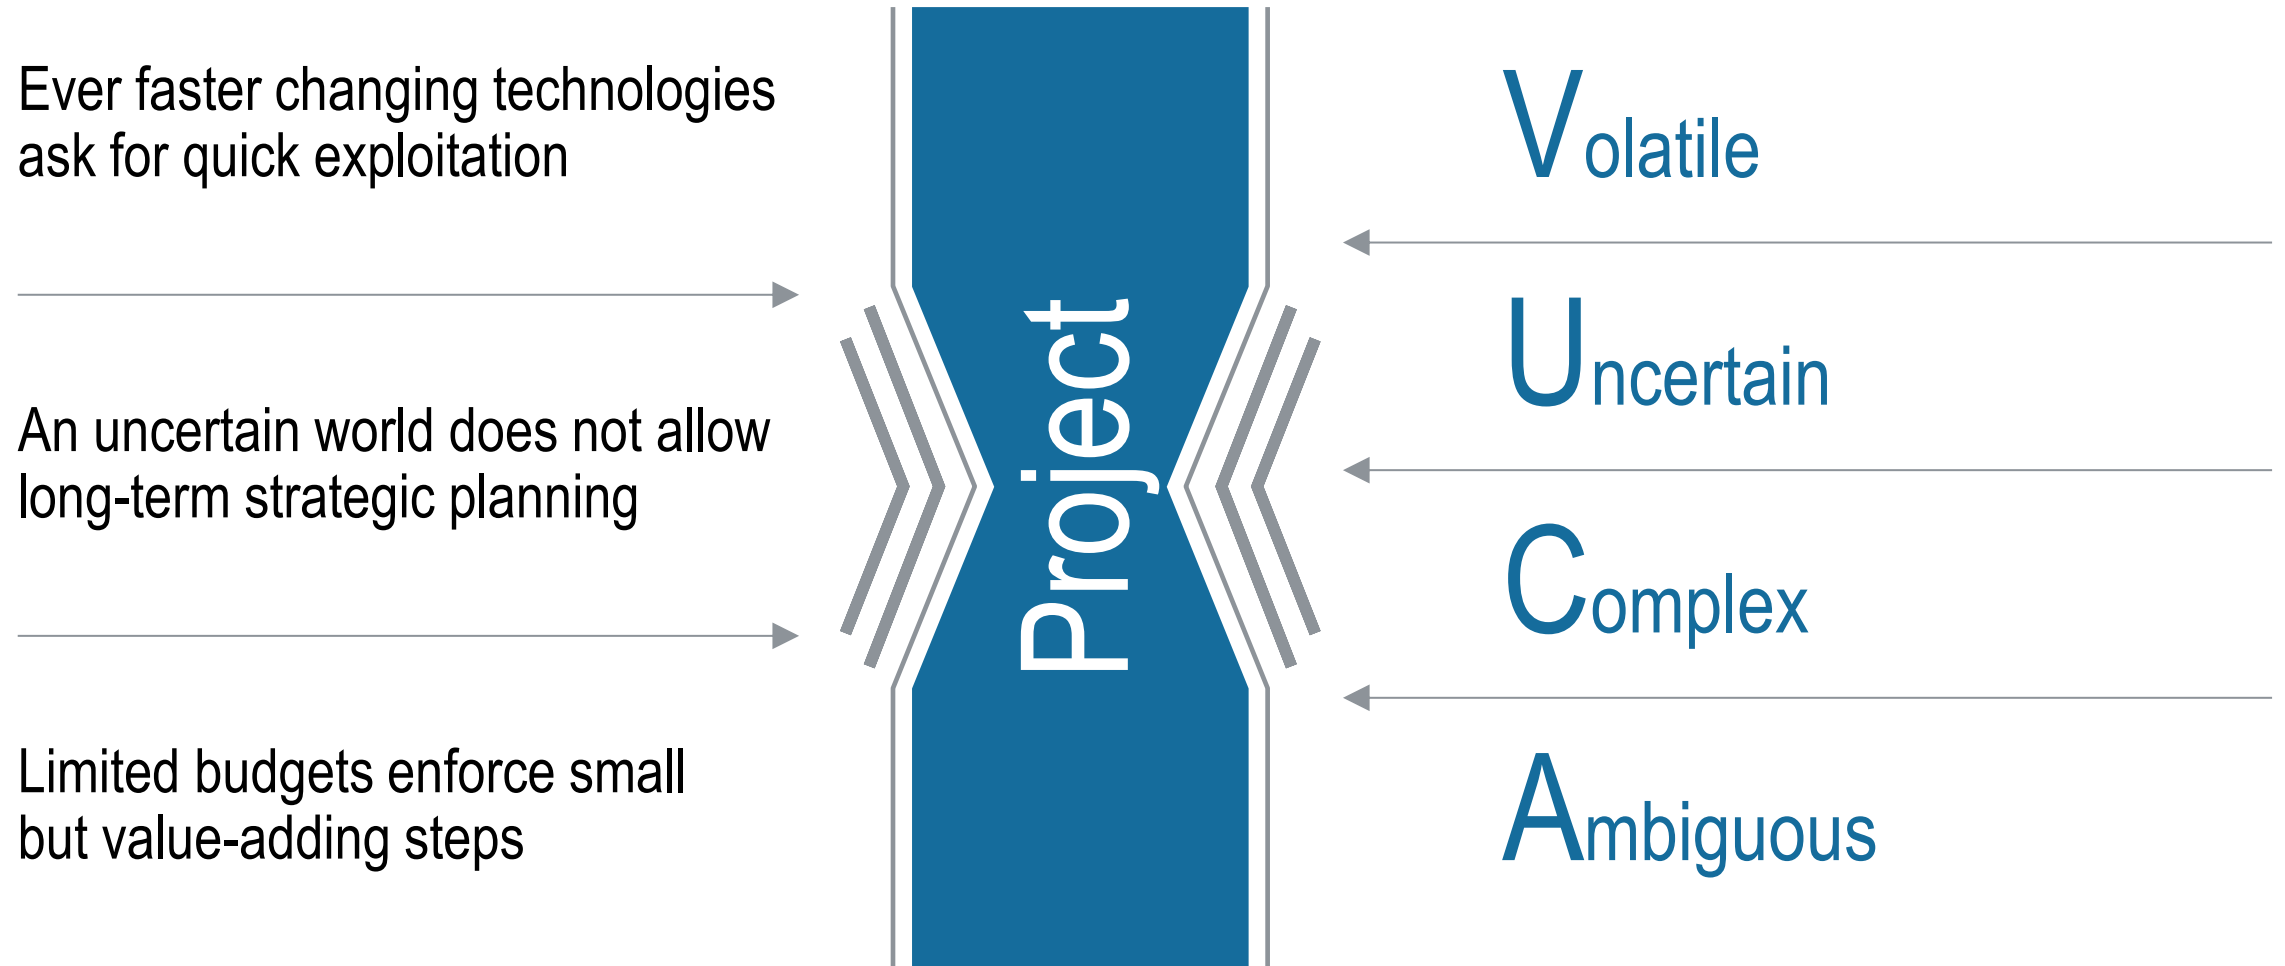 Ever faster changing technologies
ask for quick exploitation
An uncertain world does not allow
long-term strategic planning
Limited budgets enforce small
but value-adding steps
Project
Volatile
Uncertain
Complex
Ambiguous